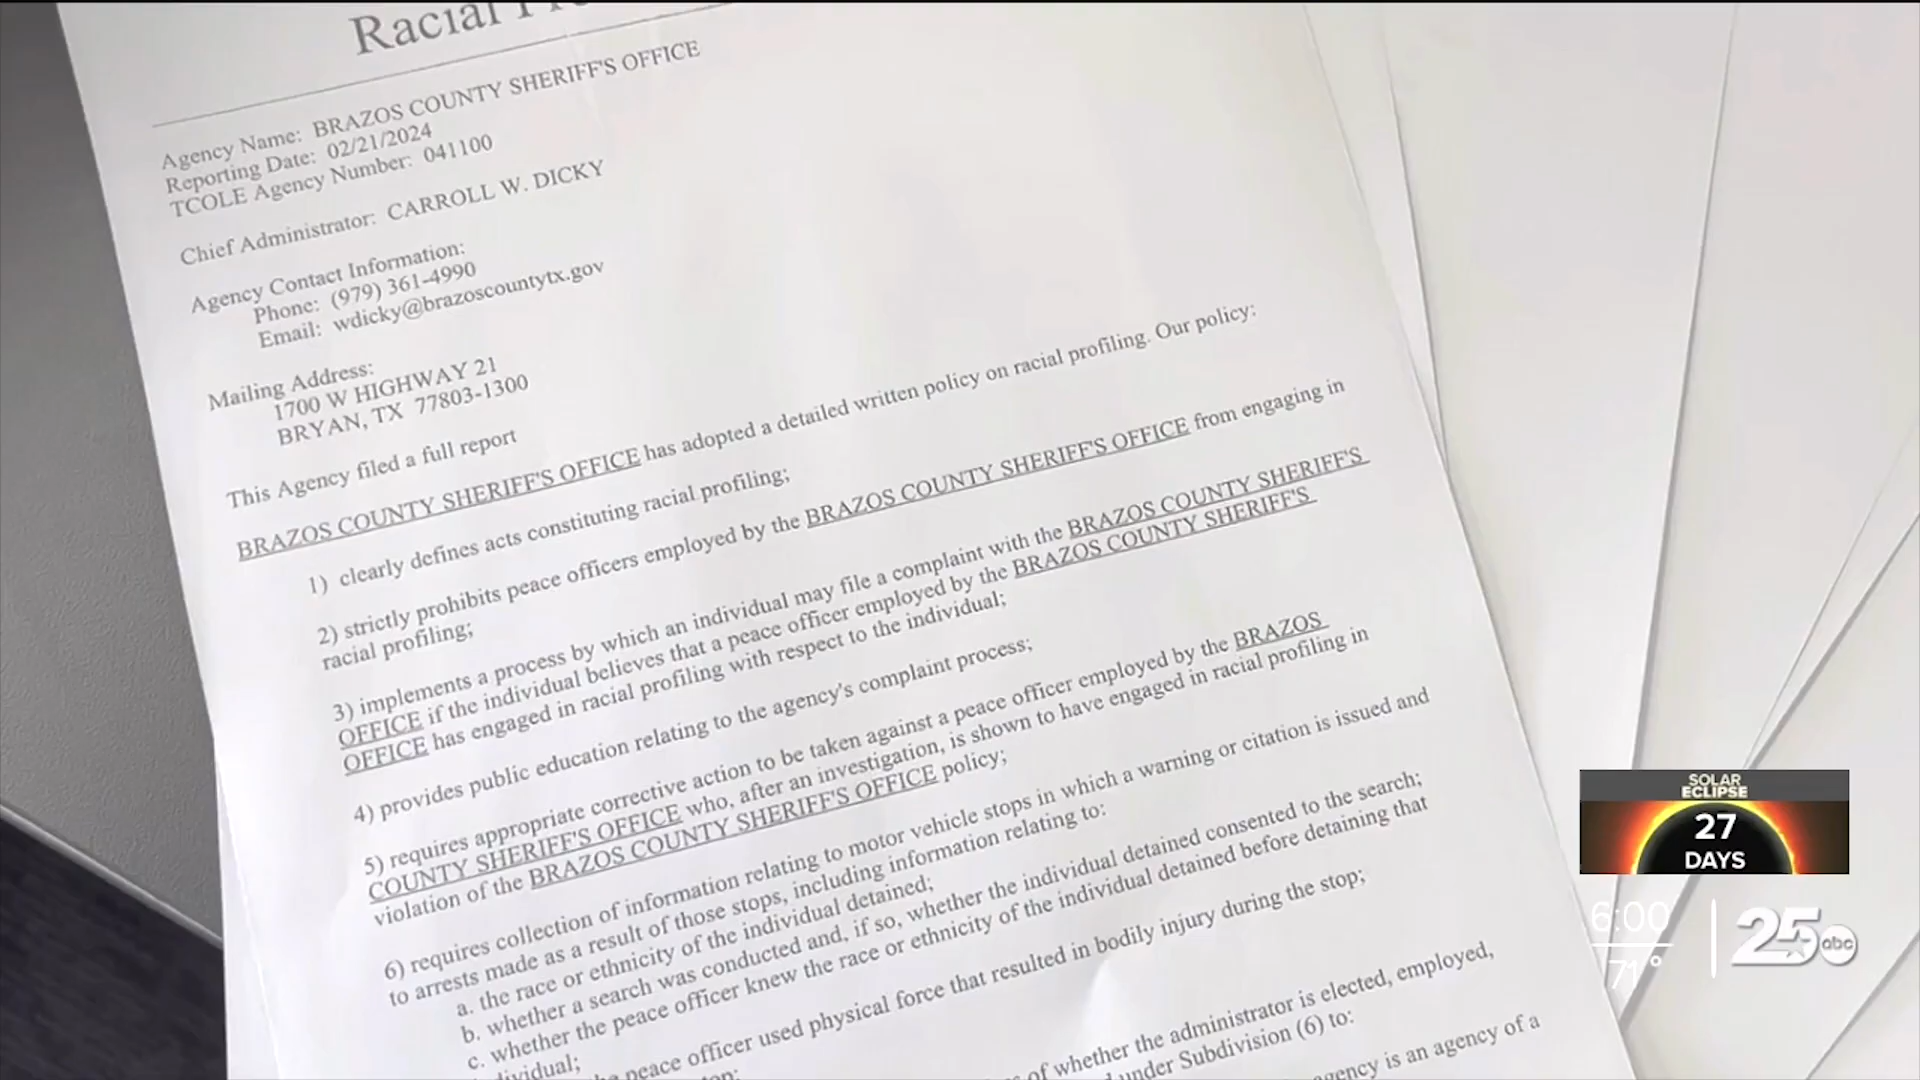 Racial
Agency Name: BRAZOS COUNTY SHERIFF'S OFFICE
Reporting Date: 02/21/2024
TCOLE Agency Number: 041100
Chief Administrator: CARROLL W. DICKY
Agency Contact Information:
Phone: (979) 361-4990
Email: wdicky@brazoscountytx.gov
Mailing Address:
1700 W HIGHWAY 21
BRYAN, TX 77803-1300
This Agency filed a full report
BRAZOS COUNTY SHERIFF'S OFFICE has adopted a detailed written policy on racial profiling. Our policy:
1) clearly defines acts constituting racial profiling;
2) strictly prohibits peace officers employed by the BRAZOS COUNTY SHERIFF'S OFFICE from engaging in
racial profiling;
3) implements a process by which an individual may file a complaint with the BRAZOS COUNTY SHERIFF'S
OFFICE if the individual believes that a peace officer employed by the BRAZOS COUNTY SHERIFF'S
OFFICE has engaged in racial profiling with respect to the individual;
4) provides public education relating to the agency's complaint process;
5) requires appropriate corrective action to be taken against a peace officer employed by the BRAZOS
COUNTY SHERIFF'S OFFICE who, after an investigation, is shown to have engaged in racial profiling in
violation of the BRAZOS COUNTY SHERIFF'S OFFICE policy;
6) requires collection of information relating to motor vehicle stops in which a warning or citation is issued and
to arrests made as a result of those stops, including information relating to:
a. the race or ethnicity of the individual detained;
b. whether a search was conducted and, if so, whether the individual detained consented to the search;
c. whether the peace officer knew the race or ethnicity of the individual detained before detaining that
peace officer used physical force that resulted in bodily injury during the stop;
of whether the administrator is elected, employed,
under Subdivision (6) to:
agency is an agency of a
SOLAR
ECLIPSE
27
DAYS
6:00
71°
25 abc